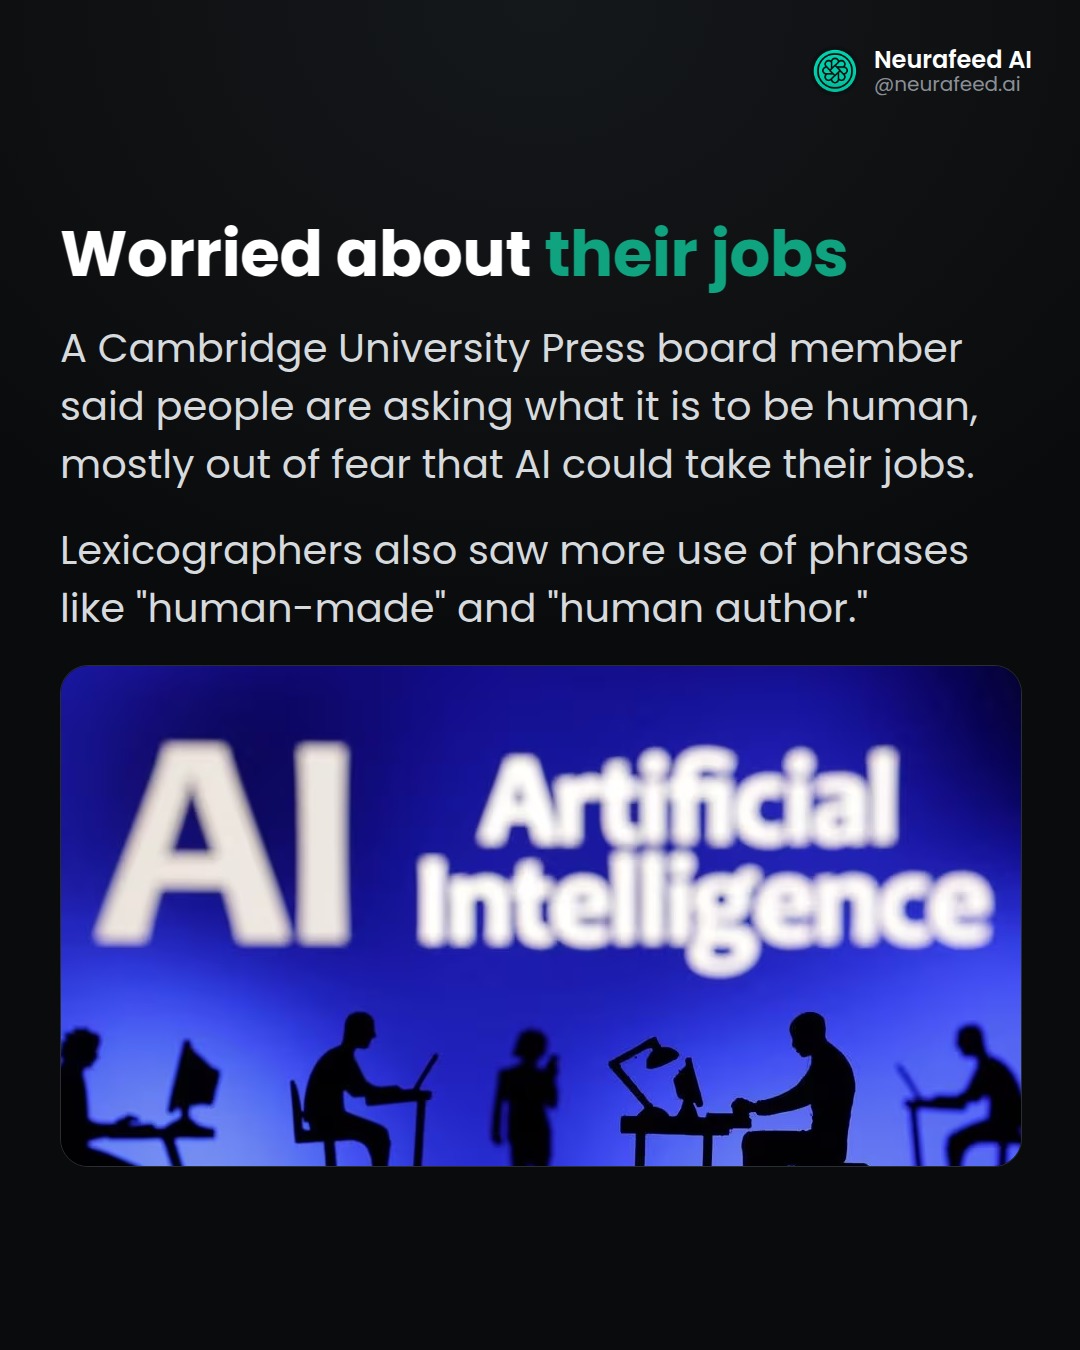 Neurafeed AI
@neurafeed.ai
Worried about their jobs
A Cambridge University Press board member
said people are asking what it is to be human,
mostly out of fear that AI could take their jobs.
Lexicographers also saw more use of phrases
like "human-made" and "human author."
AI
Artificial
Intelligence